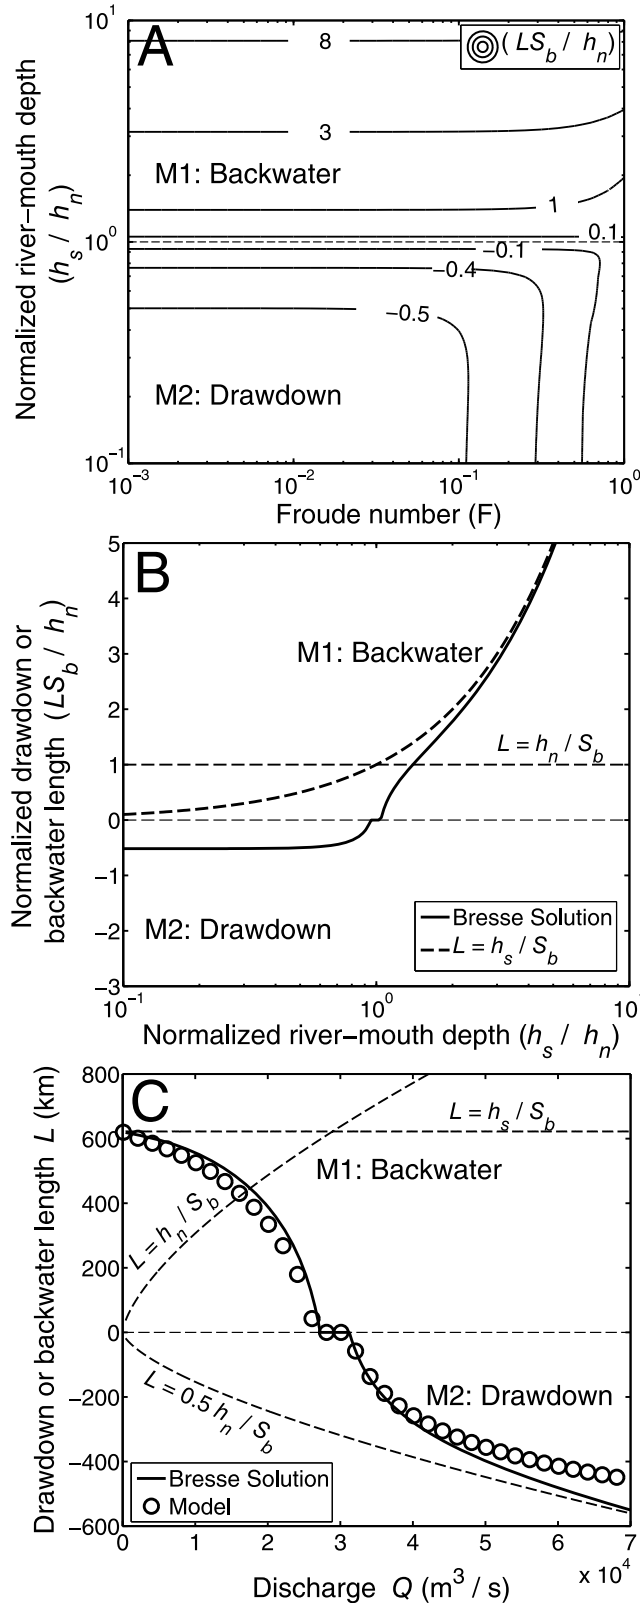 A
(LS_b / h_n)
10^1
8
3
M1: Backwater
1
0.1
10^0
−0.1
−0.4
−0.5
M2: Drawdown
10^−1
10^−3
10^−2
10^−1
10^0
Normalized river−mouth depth
(h_s / h_n)
Froude number (F)
B
5
4
3
2
1
0
−1
−2
−3
M1: Backwater
L = h_n / S_b
M2: Drawdown
Bresse Solution
L = h_s / S_b
10^−1
10^0
10^1
Normalized drawdown or
backwater length (LS_b / h_n)
Normalized river−mouth depth (h_s / h_n)
C
800
600
400
200
0
−200
−400
−600
L = h_s / S_b
M1: Backwater
L = h_n / S_b
M2: Drawdown
L = 0.5 h_n / S_b
Bresse Solution
Model
0
1
2
3
4
5
6
7
x 10^4
Drawdown or backwater length L (km)
Discharge Q (m^3 / s)